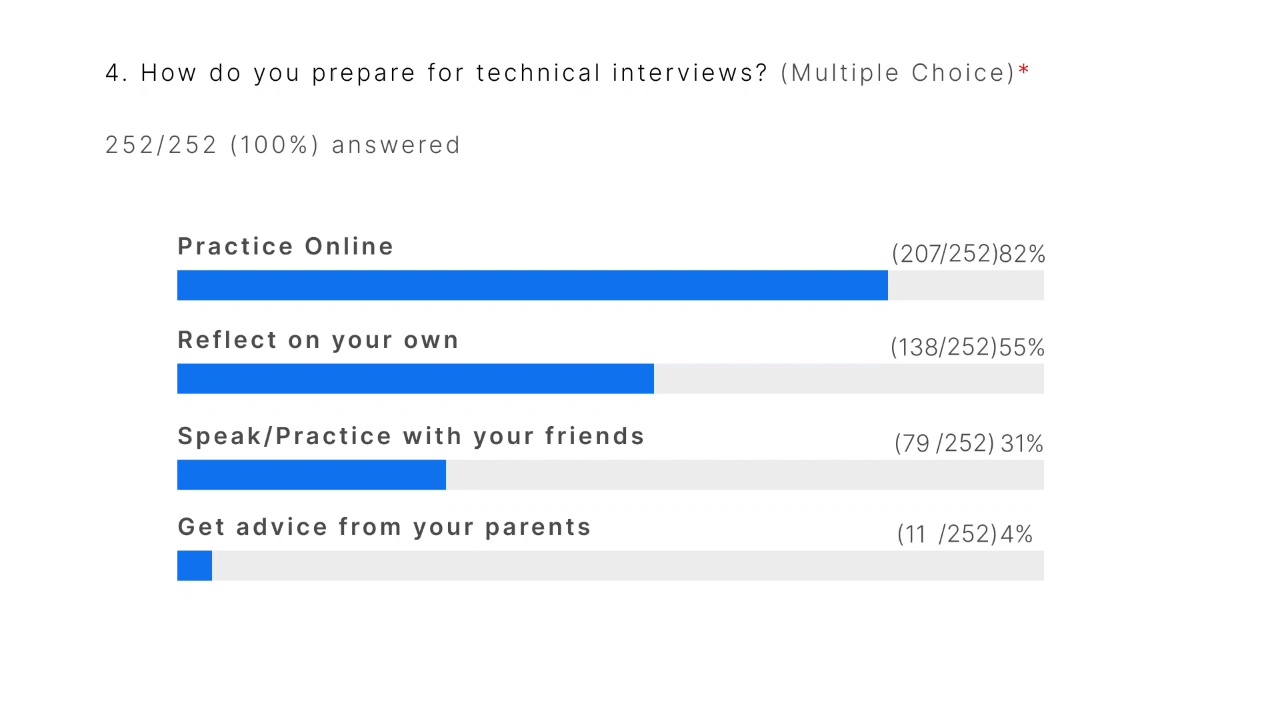 4. How do you prepare for technical interviews? (Multiple Choice)*
252/252 (100%) answered
Practice Online (207/252)82%
Reflect on your own (138/252)55%
Speak/Practice with your friends (79 /252) 31%
Get advice from your parents (11 /252)4%